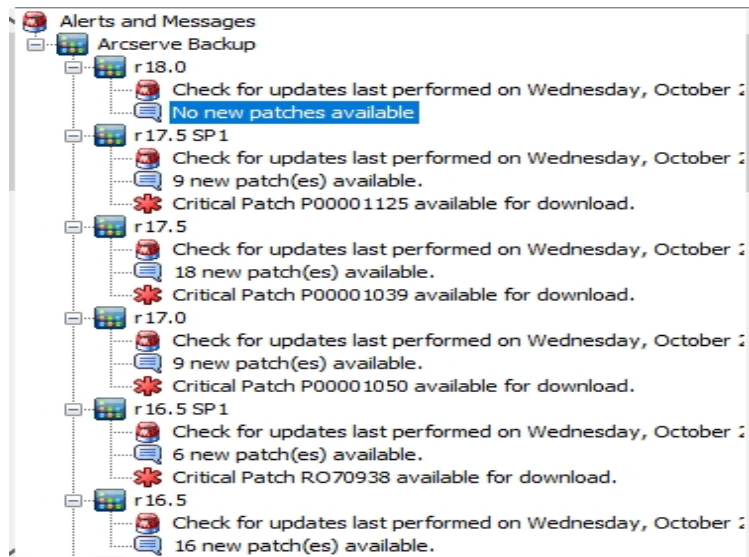 Alerts and Messages
Arcserve Backup
r18.0
Check for updates last performed on Wednesday, October
No new patches available
r17.5 SP1
Check for updates last performed on Wednesday, October
9 new patch(es) available.
Critical Patch P00001125 available for download.
r17.5
Check for updates last performed on Wednesday, October
18 new patch(es) available.
Critical Patch P00001039 available for download.
r17.0
Check for updates last performed on Wednesday, October
9 new patch(es) available.
Critical Patch P00001050 available for download.
r16.5 SP1
Check for updates last performed on Wednesday, October
6 new patch(es) available.
Critical Patch RO70938 available for download.
r16.5
Check for updates last performed on Wednesday, October
16 new patch(es) available.